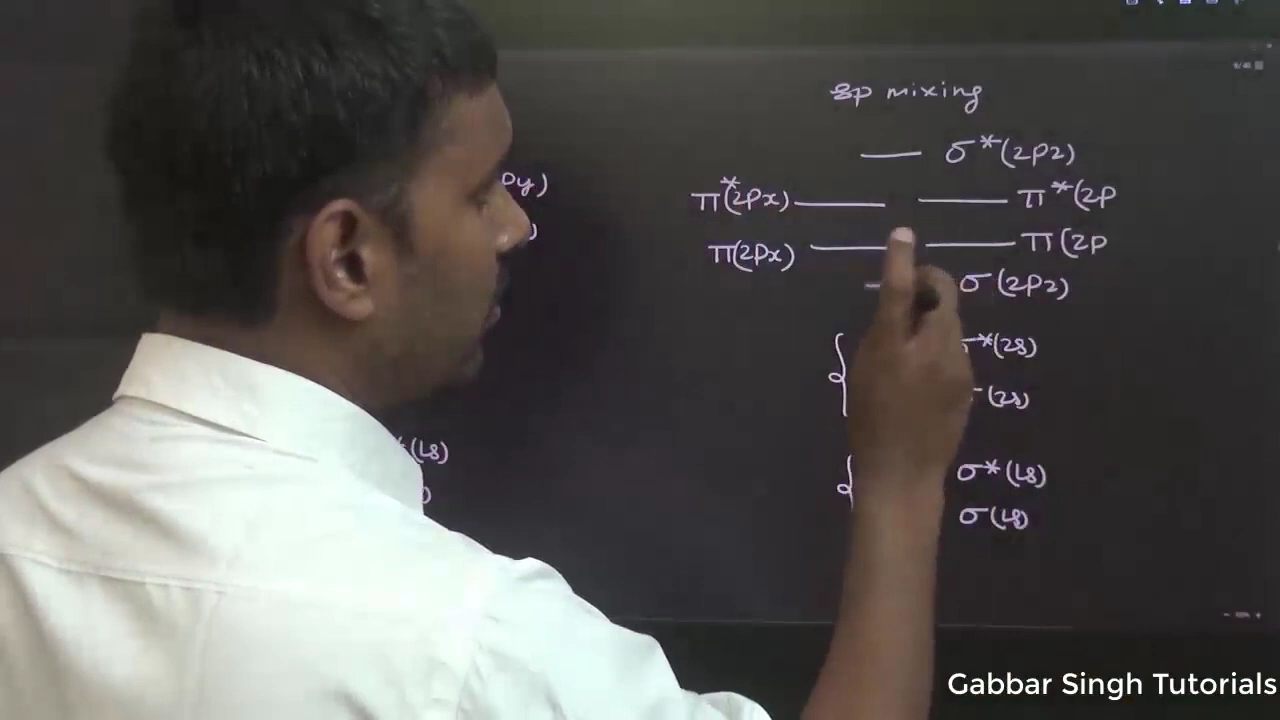 sp mixing
σ*(2pz)
π*(2px) π*(2p
π(2px) π(2p
σ(2pz)
py)
)
*(2s)
(2s)
*(1s)
)
σ*(1s)
σ(1s)
Gabbar Singh Tutorials